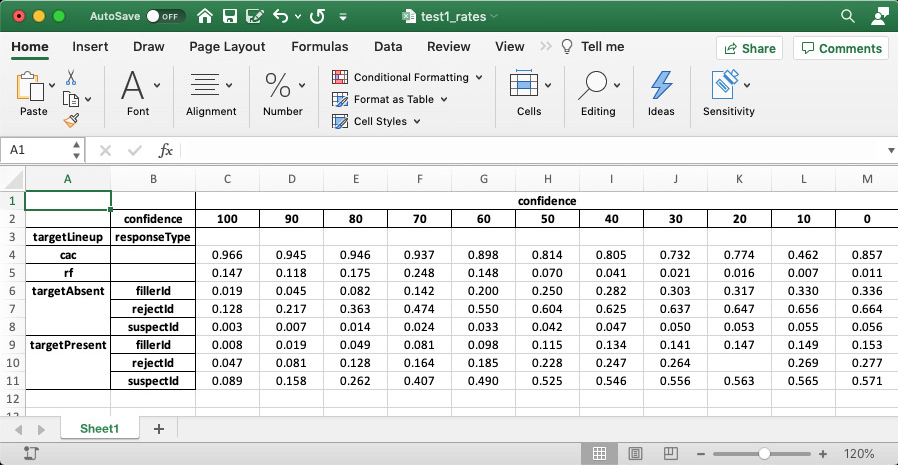 AutoSave OFF test1_rates
Home Insert Draw Page Layout Formulas Data Review View Tell me Share Comments
Paste Font Alignment Number Conditional Formatting Format as Table Cell Styles Cells Editing Ideas Sensitivity
A1 fx
A B C D E F G H I J K L M
1 confidence
2 confidence 100 90 80 70 60 50 40 30 20 10 0
3 targetLineup responseType
4 cac 0.966 0.945 0.946 0.937 0.898 0.814 0.805 0.732 0.774 0.462 0.857
5 rf 0.147 0.118 0.175 0.248 0.148 0.070 0.041 0.021 0.016 0.007 0.011
6 targetAbsent fillerId 0.019 0.045 0.082 0.142 0.200 0.250 0.282 0.303 0.317 0.330 0.336
7 rejectId 0.128 0.217 0.363 0.474 0.550 0.604 0.625 0.637 0.647 0.656 0.664
8 suspectId 0.003 0.007 0.014 0.024 0.033 0.042 0.047 0.050 0.053 0.055 0.056
9 targetPresent fillerId 0.008 0.019 0.049 0.081 0.098 0.115 0.134 0.141 0.147 0.149 0.153
10 rejectId 0.047 0.081 0.128 0.164 0.185 0.228 0.247 0.264 0.269 0.277
11 suspectId 0.089 0.158 0.262 0.407 0.490 0.525 0.546 0.556 0.563 0.565 0.571
12
Sheet1 +
120%